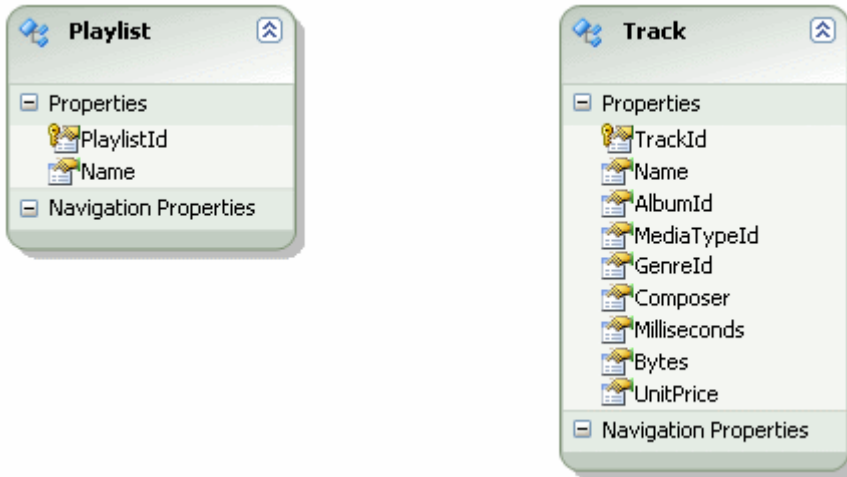 Playlist
Properties
PlaylistId
Name
Navigation Properties
Track
Properties
TrackId
Name
AlbumId
MediaTypeId
GenreId
Composer
Milliseconds
Bytes
UnitPrice
Navigation Properties